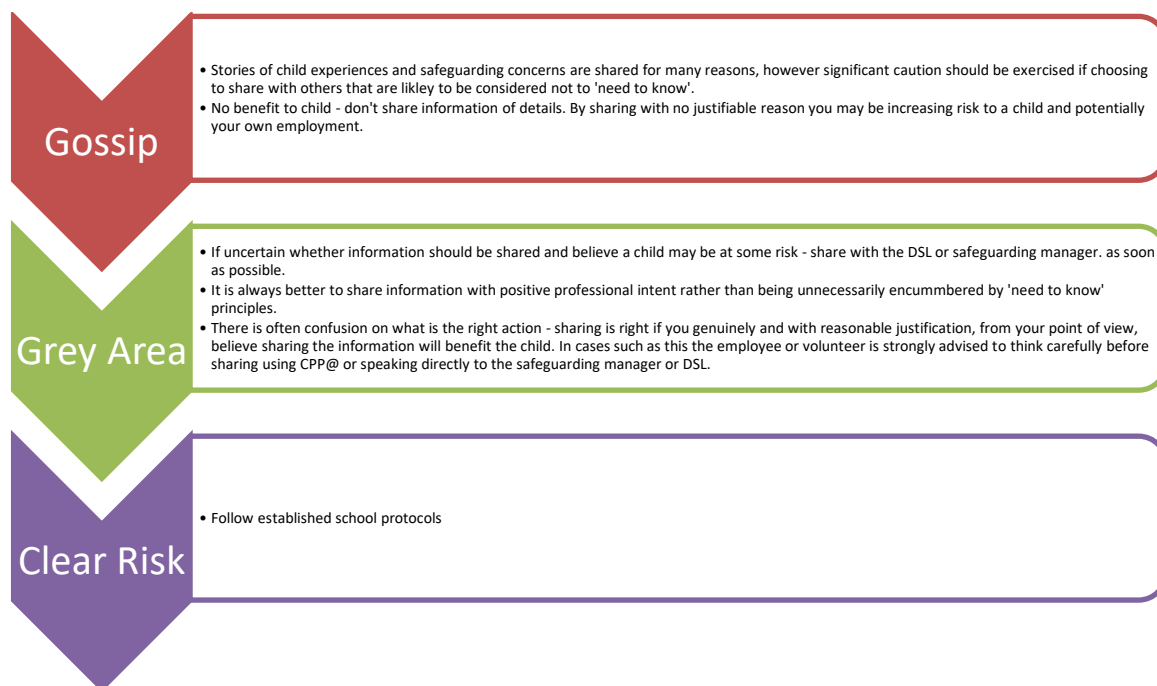 Gossip
• Stories of child experiences and safeguarding concerns are shared for many reasons, however significant caution should be exercised if choosing
to share with others that are likley to be considered not to 'need to know'.
• No benefit to child - don't share information of details. By sharing with no justifiable reason you may be increasing risk to a child and potentially
your own employment.
Grey Area
• If uncertain whether information should be shared and believe a child may be at some risk - share with the DSL or safeguarding manager. as soon
as possible.
• It is always better to share information with positive professional intent rather than being unnecessarily encummbered by 'need to know'
principles.
• There is often confusion on what is the right action - sharing is right if you genuinely and with reasonable justification, from your point of view,
believe sharing the information will benefit the child. In cases such as this the employee or volunteer is strongly advised to think carefully before
sharing using CPP@ or speaking directly to the safeguarding manager or DSL.
Clear Risk
• Follow established school protocols